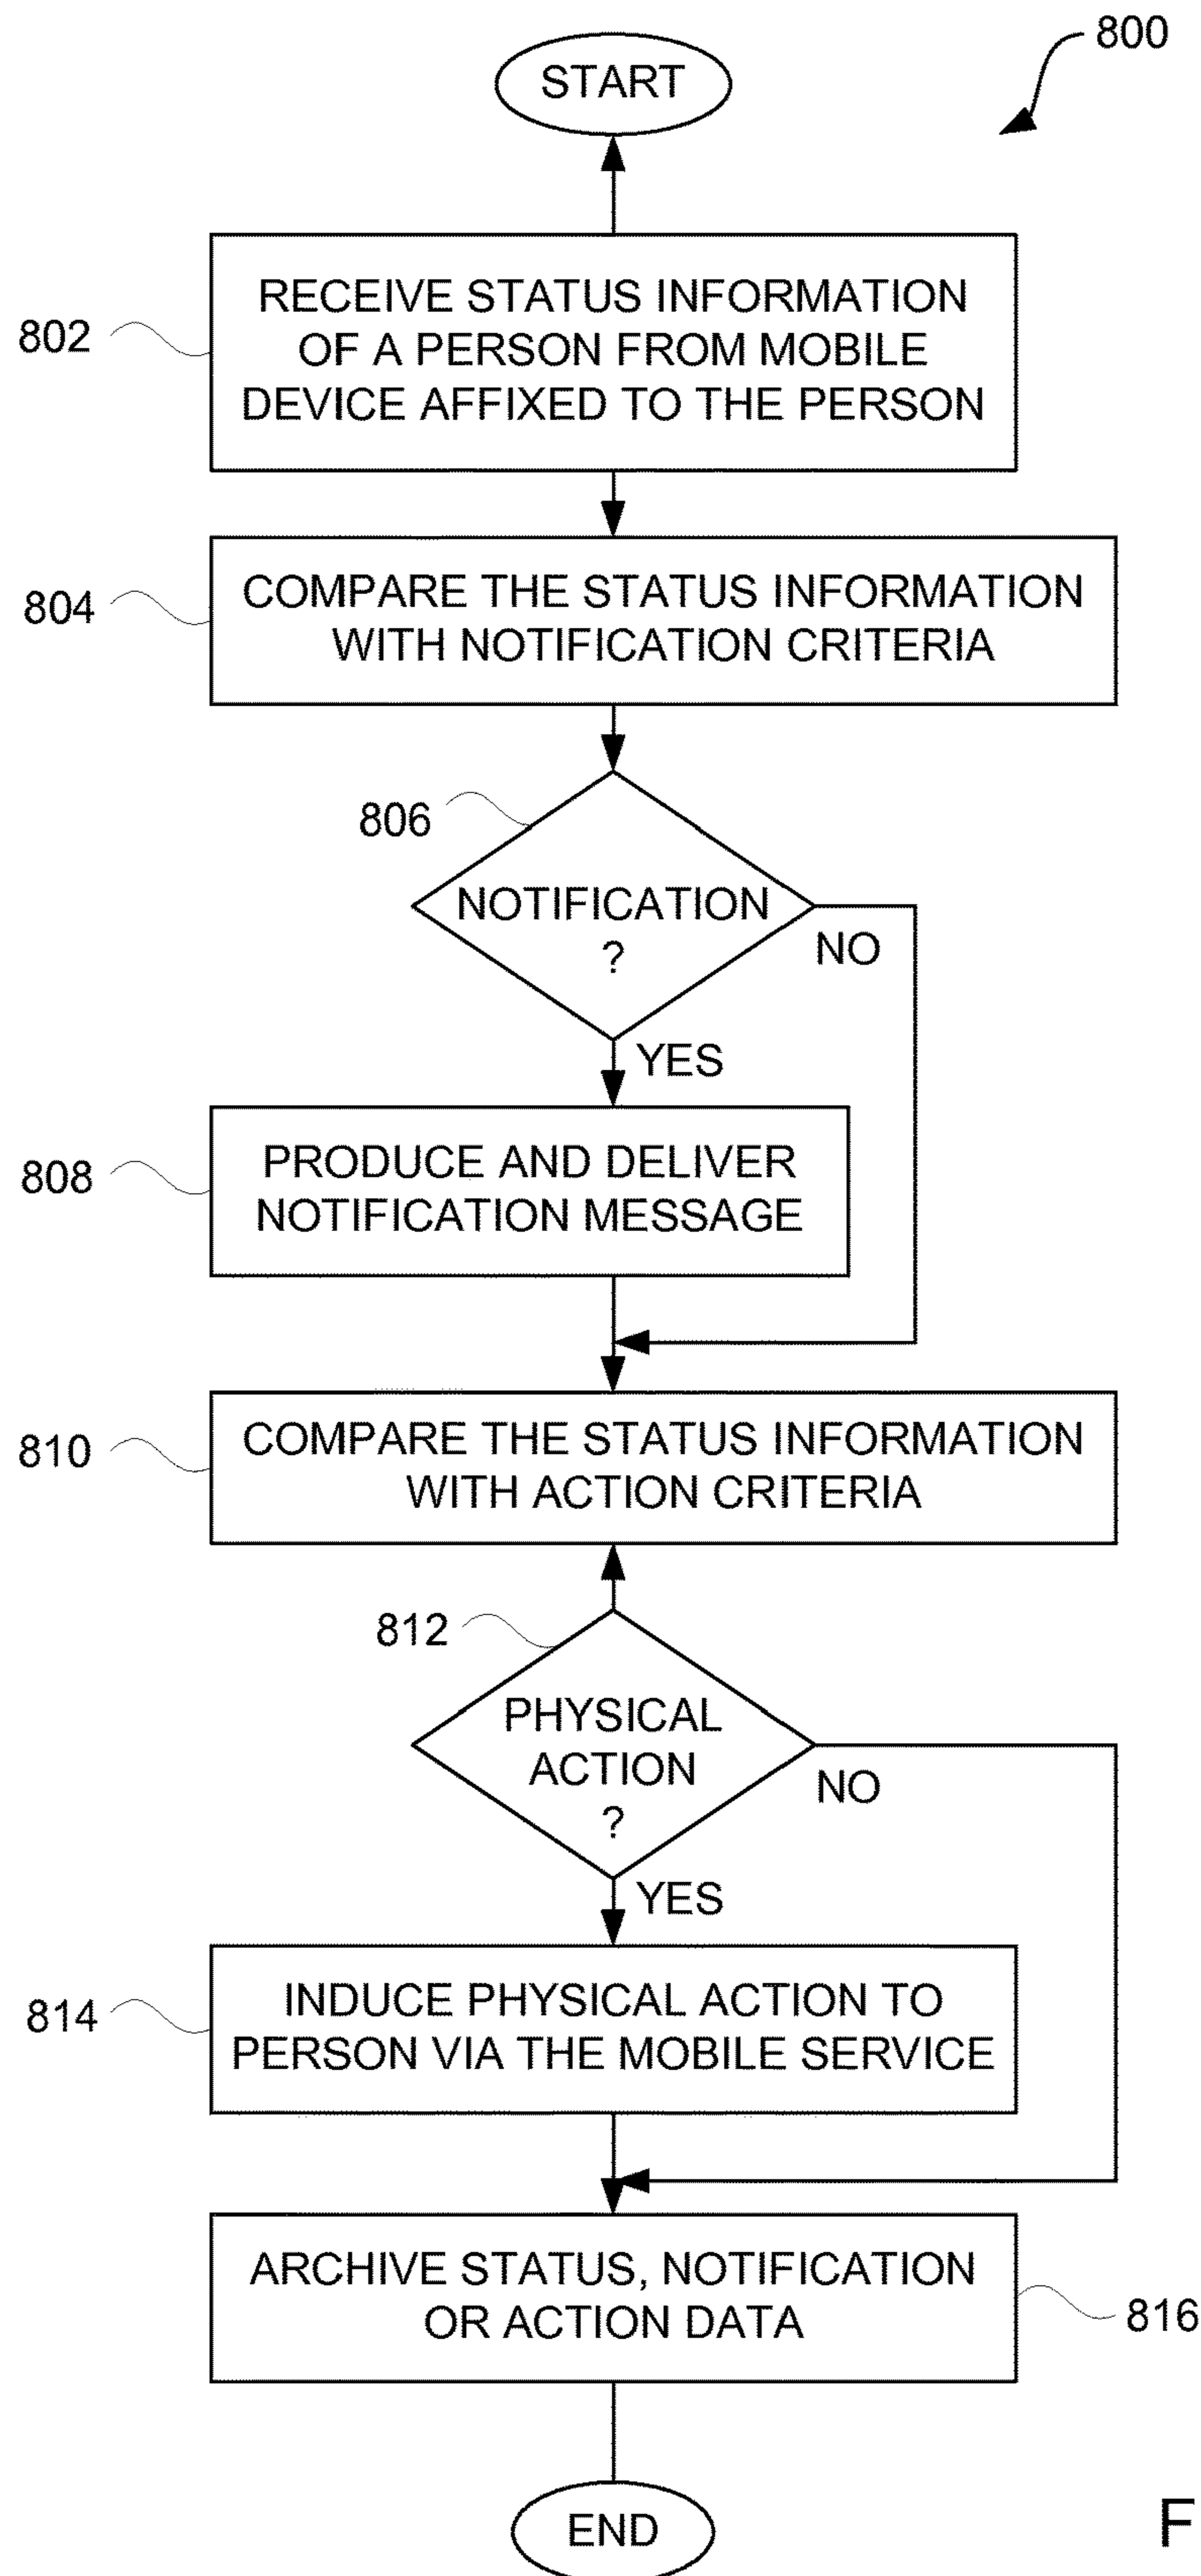 800
START
802
RECEIVE STATUS INFORMATION
OF A PERSON FROM MOBILE
DEVICE AFFIXED TO THE PERSON
804
COMPARE THE STATUS INFORMATION
WITH NOTIFICATION CRITERIA
806
NOTIFICATION
?
NO
YES
808
PRODUCE AND DELIVER
NOTIFICATION MESSAGE
810
COMPARE THE STATUS INFORMATION
WITH ACTION CRITERIA
812
PHYSICAL
ACTION
?
NO
YES
814
INDUCE PHYSICAL ACTION TO
PERSON VIA THE MOBILE SERVICE
ARCHIVE STATUS, NOTIFICATION
OR ACTION DATA
816
END
F